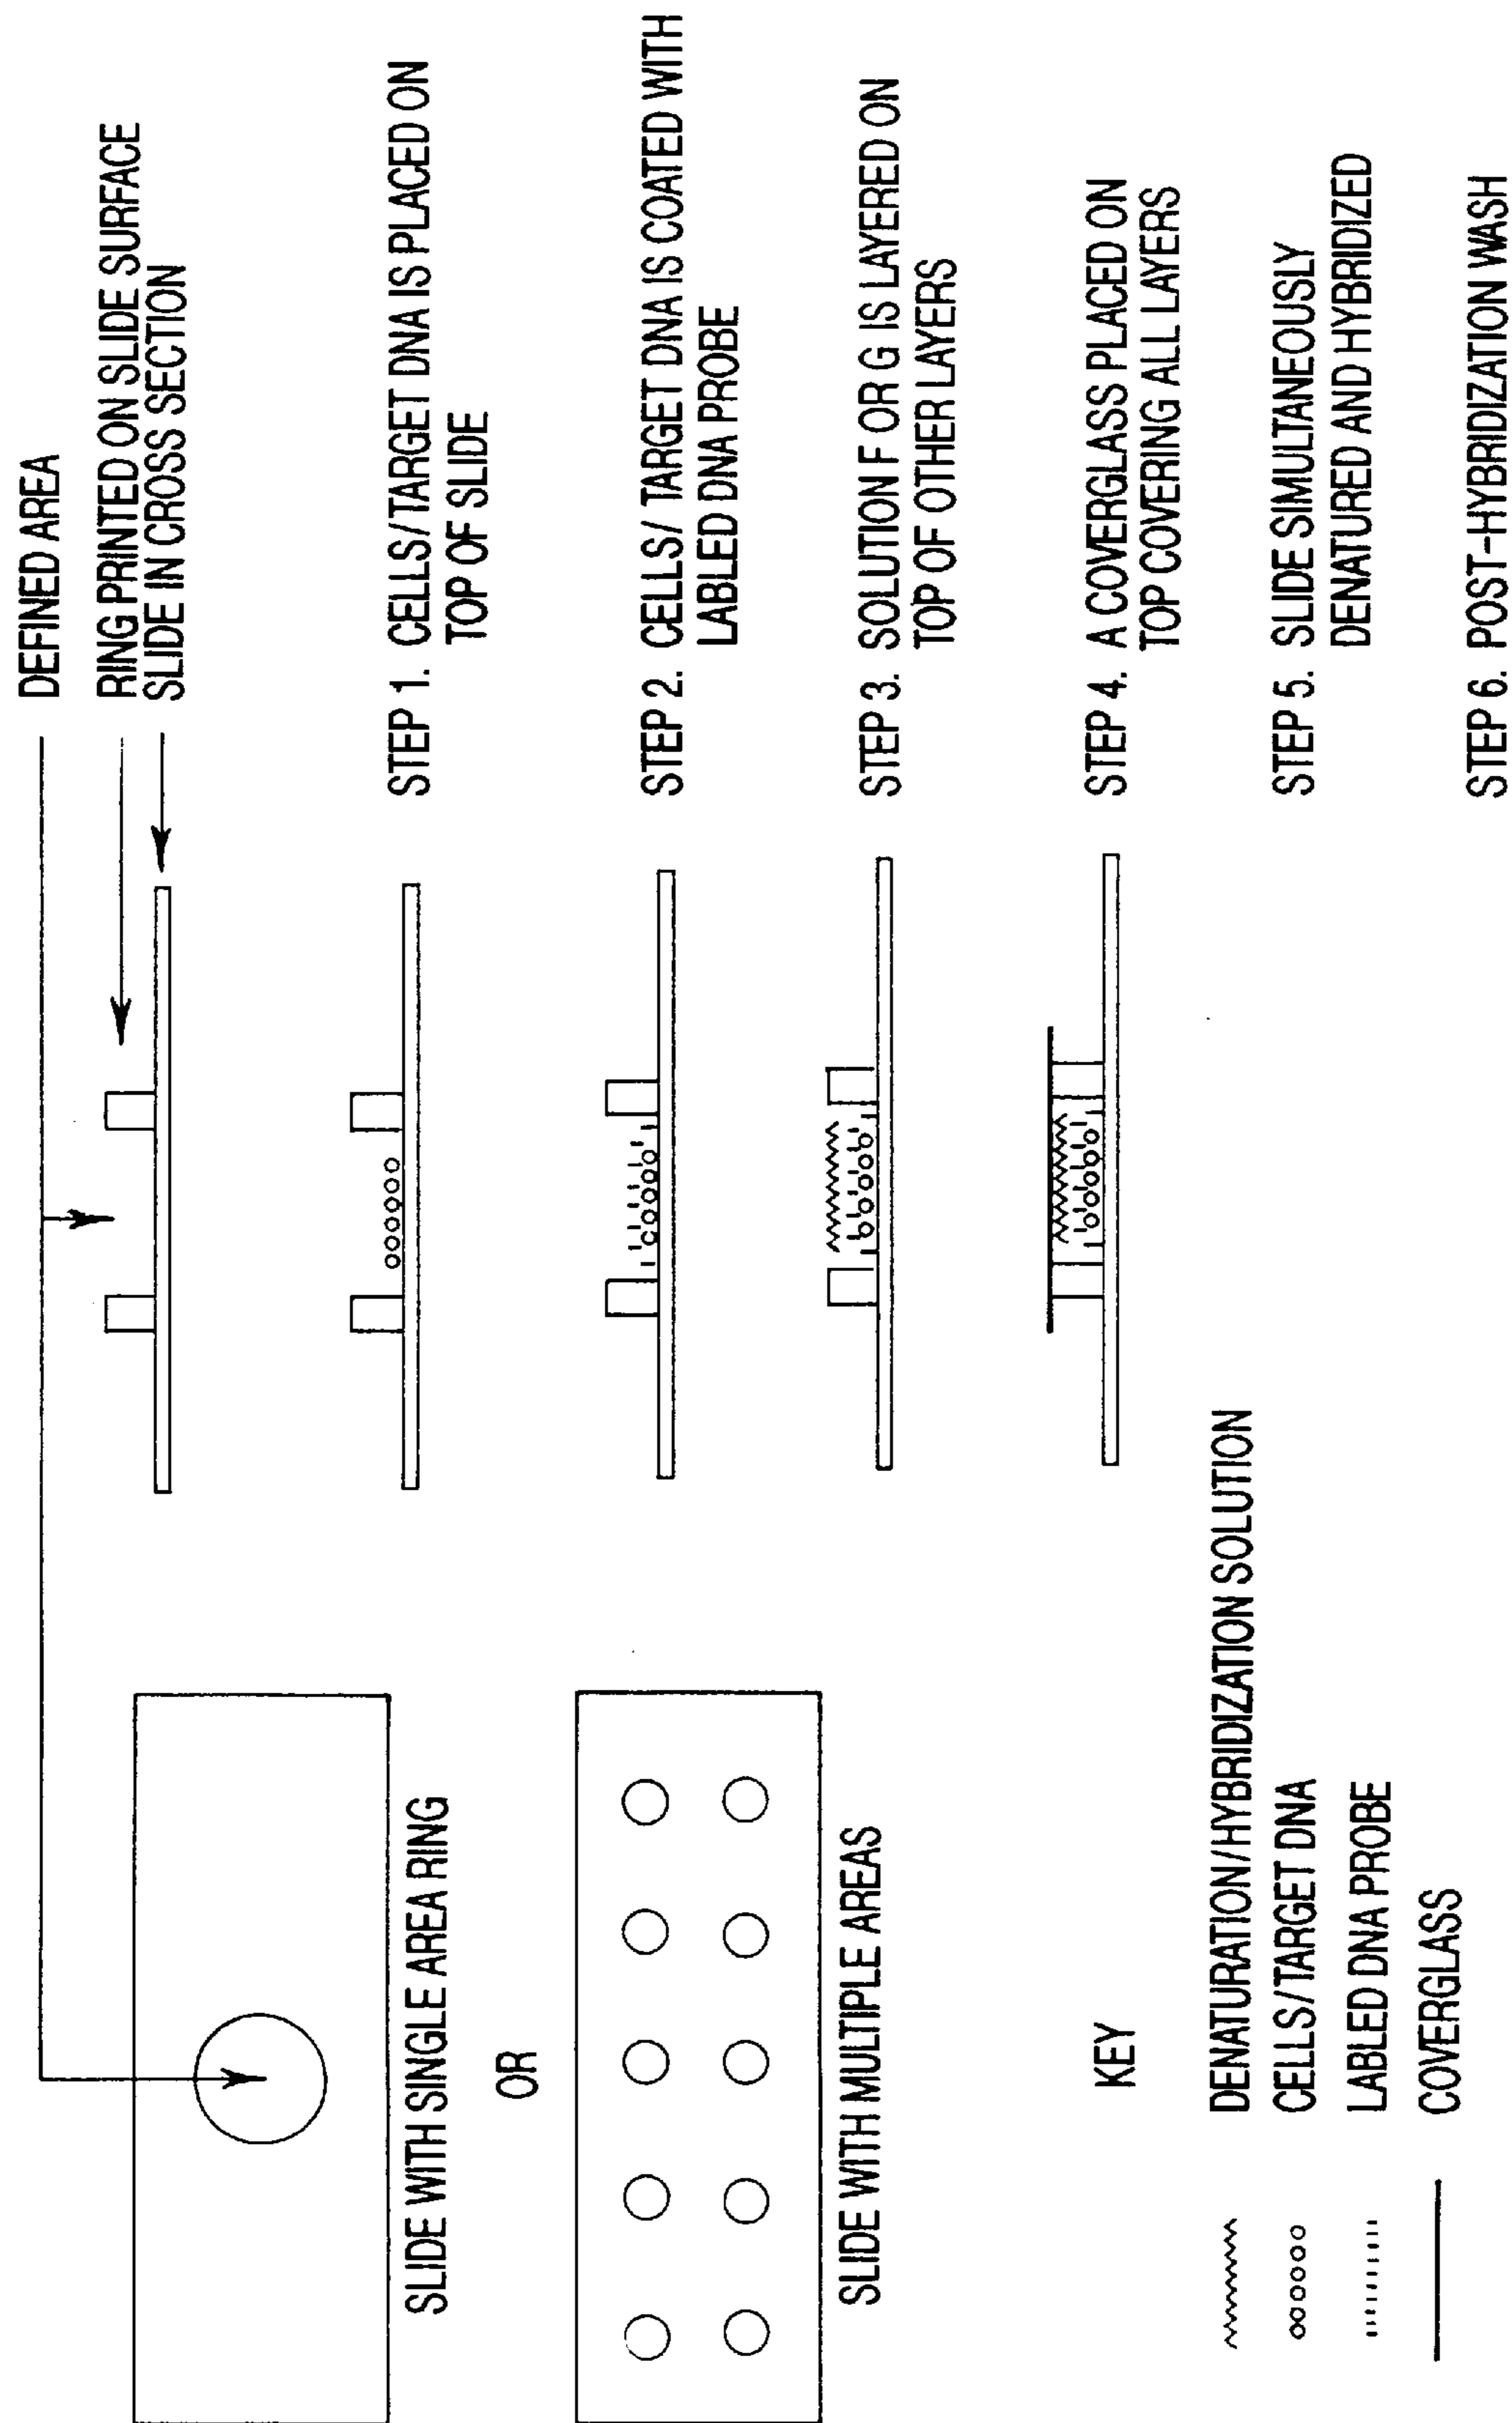 DEFINED AREA
RING PRINTED ON SLIDE SURFACE
SLIDE IN CROSS SECTION
SLIDE WITH SINGLE AREA RING
OR
SLIDE WITH MULTIPLE AREAS
STEP 1. CELLS/TARGET DNA IS PLACED ON
TOP OF SLIDE
STEP 2. CELLS/ TARGET DNA IS COATED WITH
LABLED DNA PROBE
STEP 3. SOLUTION F OR G IS LAYERED ON
TOP OF OTHER LAYERS
STEP 4. A COVERGLASS PLACED ON
TOP COVERING ALL LAYERS
STEP 5. SLIDE SIMULTANEOUSLY
DENATURED AND HYBRIDIZED
STEP 6. POST-HYBRIDIZATION WASH
KEY
DENATURATION/HYBRIDIZATION SOLUTION
CELLS/TARGET DNA
LABLED DNA PROBE
COVERGLASS